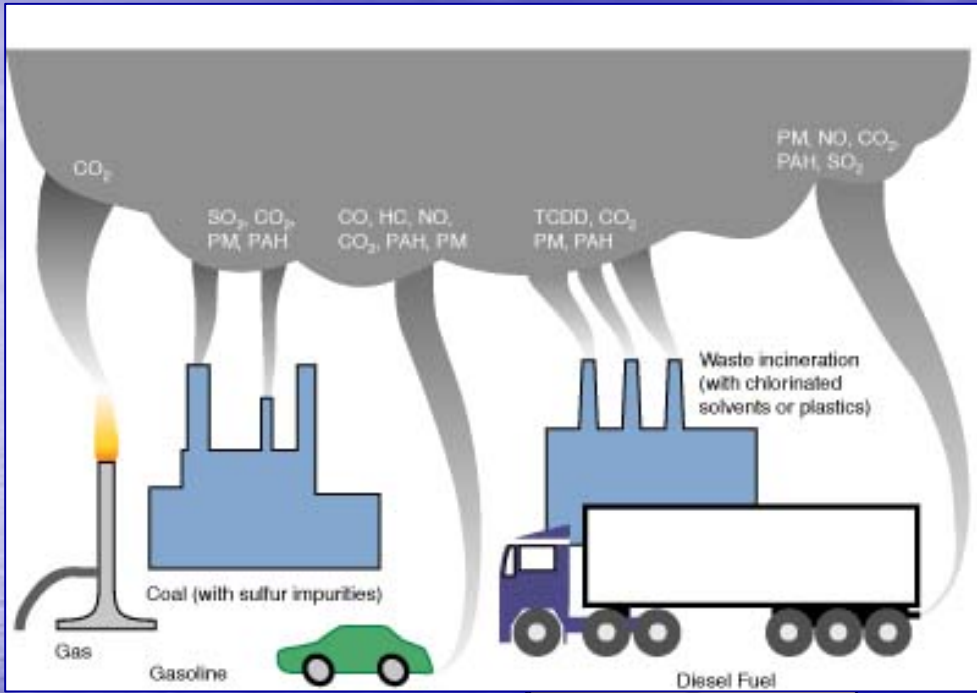 CO₂
SO₂, CO₂,
PM, PAH
CO, HC, NO,
CO₂, PAH, PM
TCDD, CO₂
PM, PAH
PM, NO, CO₂,
PAH, SO₂
Waste incineration
(with chlorinated
solvents or plastics)
Coal (with sulfur impurities)
Gas
Gasoline
Diesel Fuel